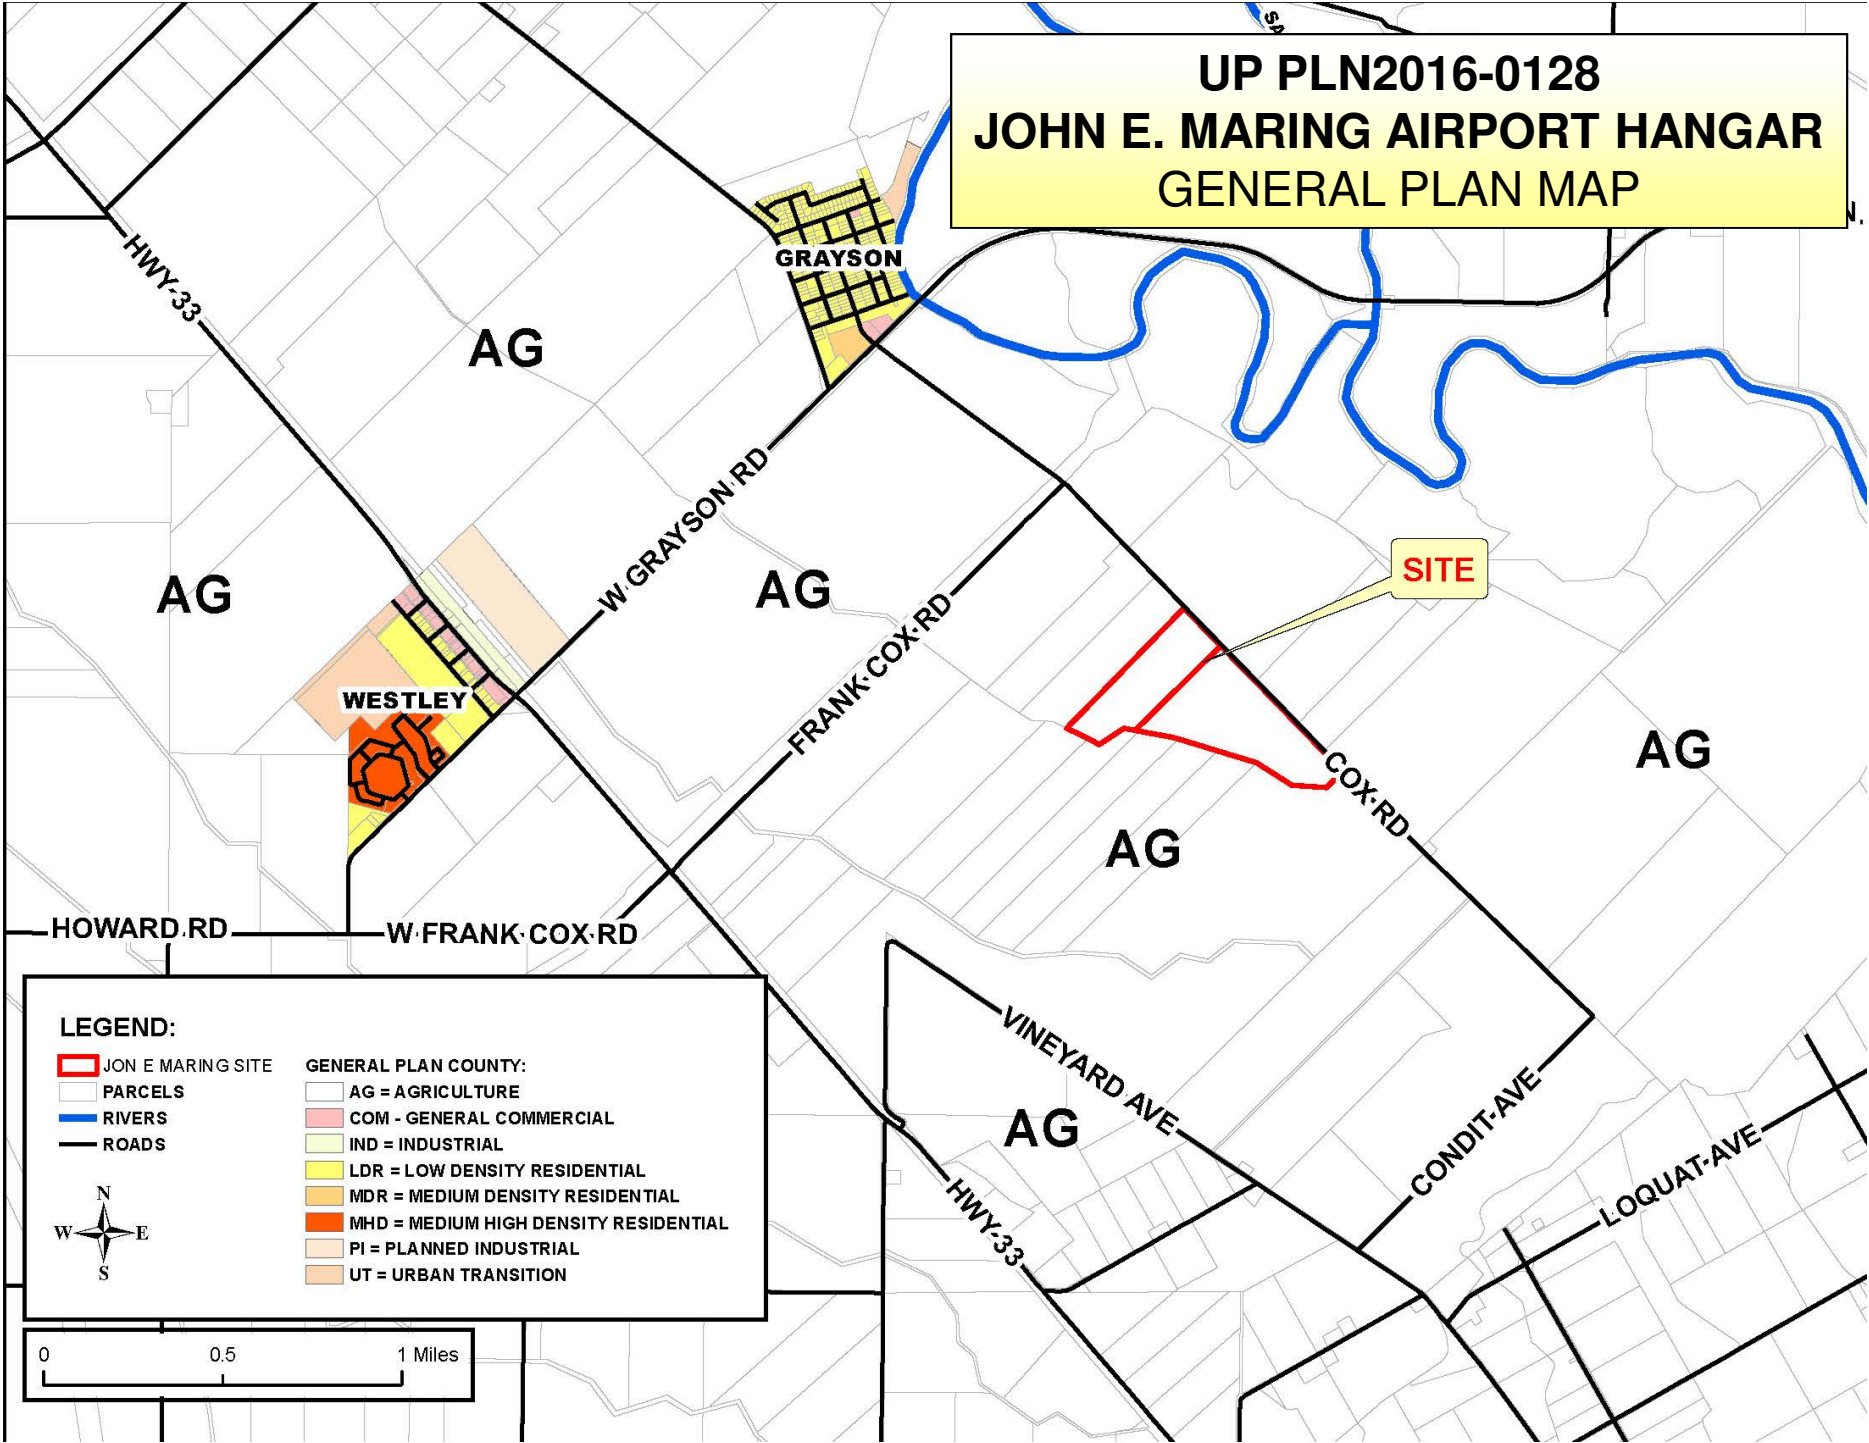 SA
UP PLN2016-0128
JOHN E. MARING AIRPORT HANGAR
GENERAL PLAN MAP
N.
HWY-33
GRAYSON
AG
W GRAYSON RD
SITE
AG
AG
FRANK COX RD
WESTLEY
COX RD
AG
AG
HOWARD RD
W FRANK COX RD
VINEYARD AVE
AG
CONDIT AVE
LOQUAT AVE
HWY-33
LEGEND:
JON E MARING SITE
PARCELS
RIVERS
ROADS
GENERAL PLAN COUNTY:
AG = AGRICULTURE
COM - GENERAL COMMERCIAL
IND = INDUSTRIAL
LDR = LOW DENSITY RESIDENTIAL
MDR = MEDIUM DENSITY RESIDENTIAL
MHD = MEDIUM HIGH DENSITY RESIDENTIAL
PI = PLANNED INDUSTRIAL
UT = URBAN TRANSITION
N
W E
S
0 0.5 1 Miles